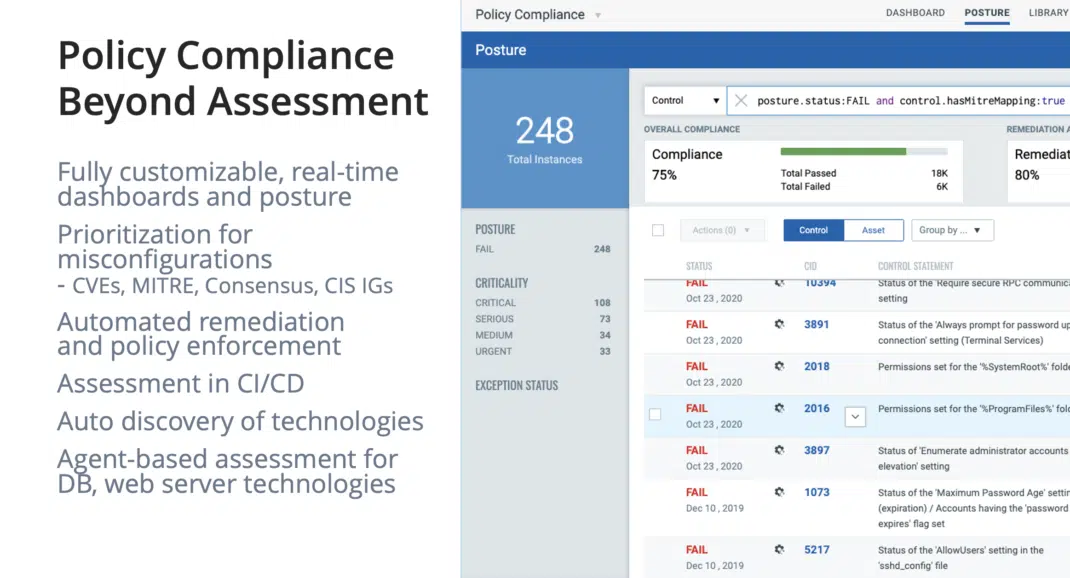 Policy Compliance
Beyond Assessment
Fully customizable, real-time
dashboards and posture
Prioritization for
misconfigurations
- CVEs, MITRE, Consensus, CIS IGs
Automated remediation
and policy enforcement
Assessment in CI/CD
Auto discovery of technologies
Agent-based assessment for
DB, web server technologies
Policy Compliance
DASHBOARD POSTURE LIBRARY
Posture
248
Total Instances
POSTURE
FAIL 248
CRITICALITY
CRITICAL 108
SERIOUS 73
MEDIUM 34
URGENT 33
EXCEPTION STATUS
Control posture.status:FAIL and control.hasMitreMapping:true
OVERALL COMPLIANCE
Compliance
75%
Total Passed 18K
Total Failed 6K
REMEDIATION
Remediat
80%
Actions (0) Control Asset Group by ...
STATUS CID CONTROL STATEMENT
FAIL 10394 Status of the 'Require secure RPC communica
Oct 23 , 2020 setting
FAIL 3891 Status of the 'Always prompt for password up
Oct 23 , 2020 connection' setting (Terminal Services)
FAIL 2018 Permissions set for the '%SystemRoot%' folde
Oct 23 , 2020
FAIL 2016 Permissions set for the '%ProgramFiles%' fold
Oct 23 , 2020
FAIL 3897 Status of 'Enumerate administrator accounts
Oct 23 , 2020 elevation' setting
FAIL 1073 Status of the 'Maximum Password Age' settin
Dec 10 , 2019 (expiration) / Accounts having the 'password
expires' flag set
FAIL 5217 Status of the 'AllowUsers' setting in the
Dec 10 , 2019 'sshd_config' file